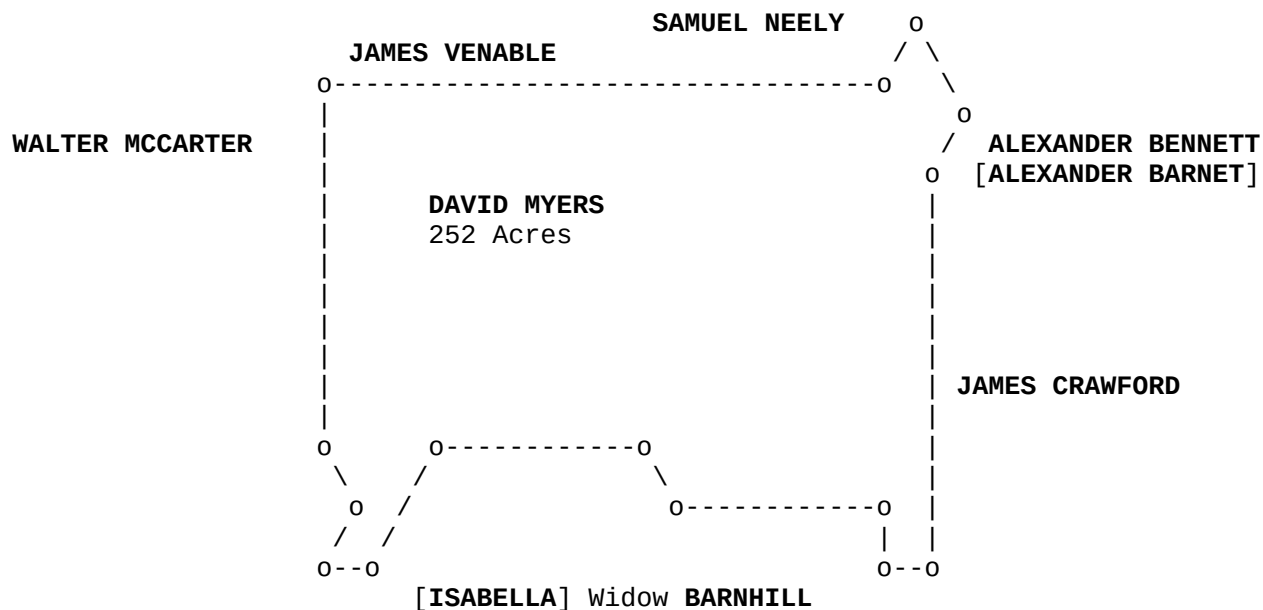 SAMUEL NEELY
JAMES VENABLE
WALTER MCCARTER
ALEXANDER BENNETT
[ALEXANDER BARNET]
DAVID MYERS
252 Acres
JAMES CRAWFORD
[ISABELLA] Widow BARNHILL